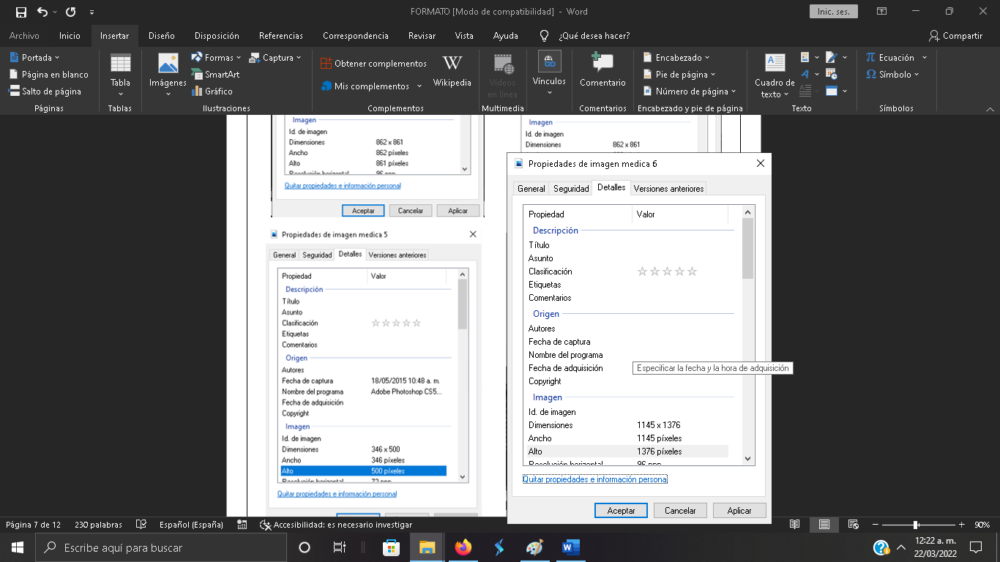 FORMATO [Modo de compatibilidad] - Word
Inic. ses.
Archivo Inicio Insertar Diseño Disposición Referencias Correspondencia Revisar Vista Ayuda ¿Qué desea hacer? Compartir
Portada
Página en blanco
Salto de página
Páginas
Tabla
Tablas
Imágenes
Formas
SmartArt
Gráfico
Captura
Ilustraciones
Obtener complementos
Mis complementos
Wikipedia
Complementos
Vídeos
en línea
Multimedia
Vínculos
Comentario
Comentarios
Encabezado
Pie de página
Número de página
Encabezado y pie de página
Cuadro de
texto
Texto
Ecuación
Símbolo
Símbolos
Imagen
Id. de imagen
Dimensiones 862 x 861
Ancho 862 píxeles
Alto 861 píxeles
Resolución horizontal 96 ppp
Quitar propiedades e información personal
Aceptar Cancelar Aplicar
Imagen
Id. de imagen
Dimensiones 862 x 861
Propiedades de imagen medica 5
General Seguridad Detalles Versiones anteriores
Propiedad Valor
Descripción
Título
Asunto
Clasificación
Etiquetas
Comentarios
Origen
Autores
Fecha de captura 18/05/2015 10:48 a. m.
Nombre del programa Adobe Photoshop CS5...
Fecha de adquisición
Copyright
Imagen
Id. de imagen
Dimensiones 346 x 500
Ancho 346 píxeles
Alto 500 píxeles
Resolución horizontal 72 ppp
Quitar propiedades e información personal
Propiedades de imagen medica 6
General Seguridad Detalles Versiones anteriores
Propiedad Valor
Descripción
Título
Asunto
Clasificación
Etiquetas
Comentarios
Origen
Autores
Fecha de captura
Nombre del programa
Fecha de adquisición
Especificar la fecha y la hora de adquisición
Copyright
Imagen
Id. de imagen
Dimensiones 1145 x 1376
Ancho 1145 píxeles
Alto 1376 píxeles
Resolución horizontal 96 ppp
Quitar propiedades e información personal
Aceptar Cancelar Aplicar
Página 7 de 12 230 palabras Español (España) Accesibilidad: es necesario investigar 90%
Escribe aquí para buscar
12:22 a. m.
22/03/2022